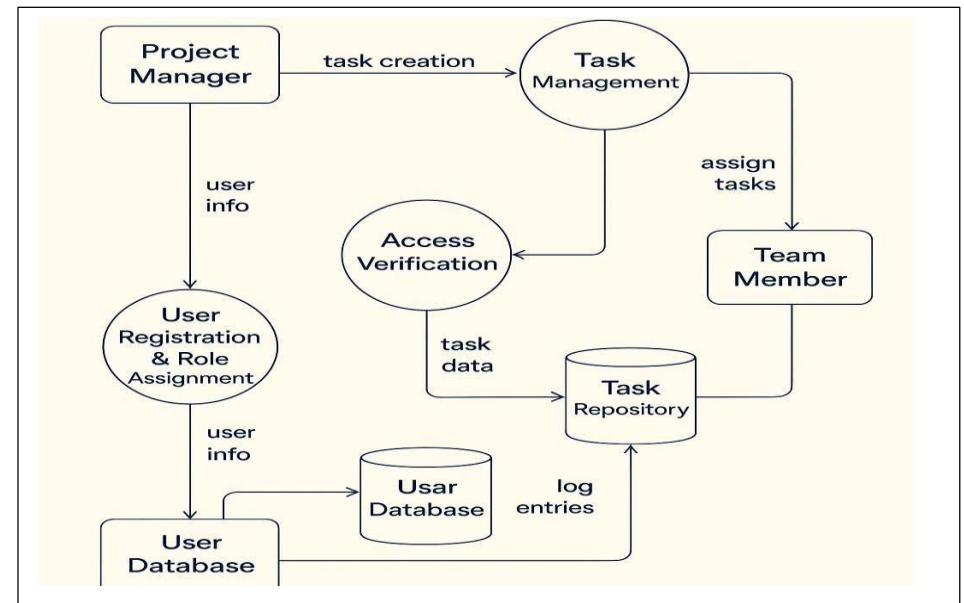 Project
Manager
task creation
Task
Management
user
info
assign
tasks
Access
Verification
Team
Member
User
Registration
& Role
Assignment
task
data
Task
Repository
user
info
Usar
Database
log
entries
User
Database